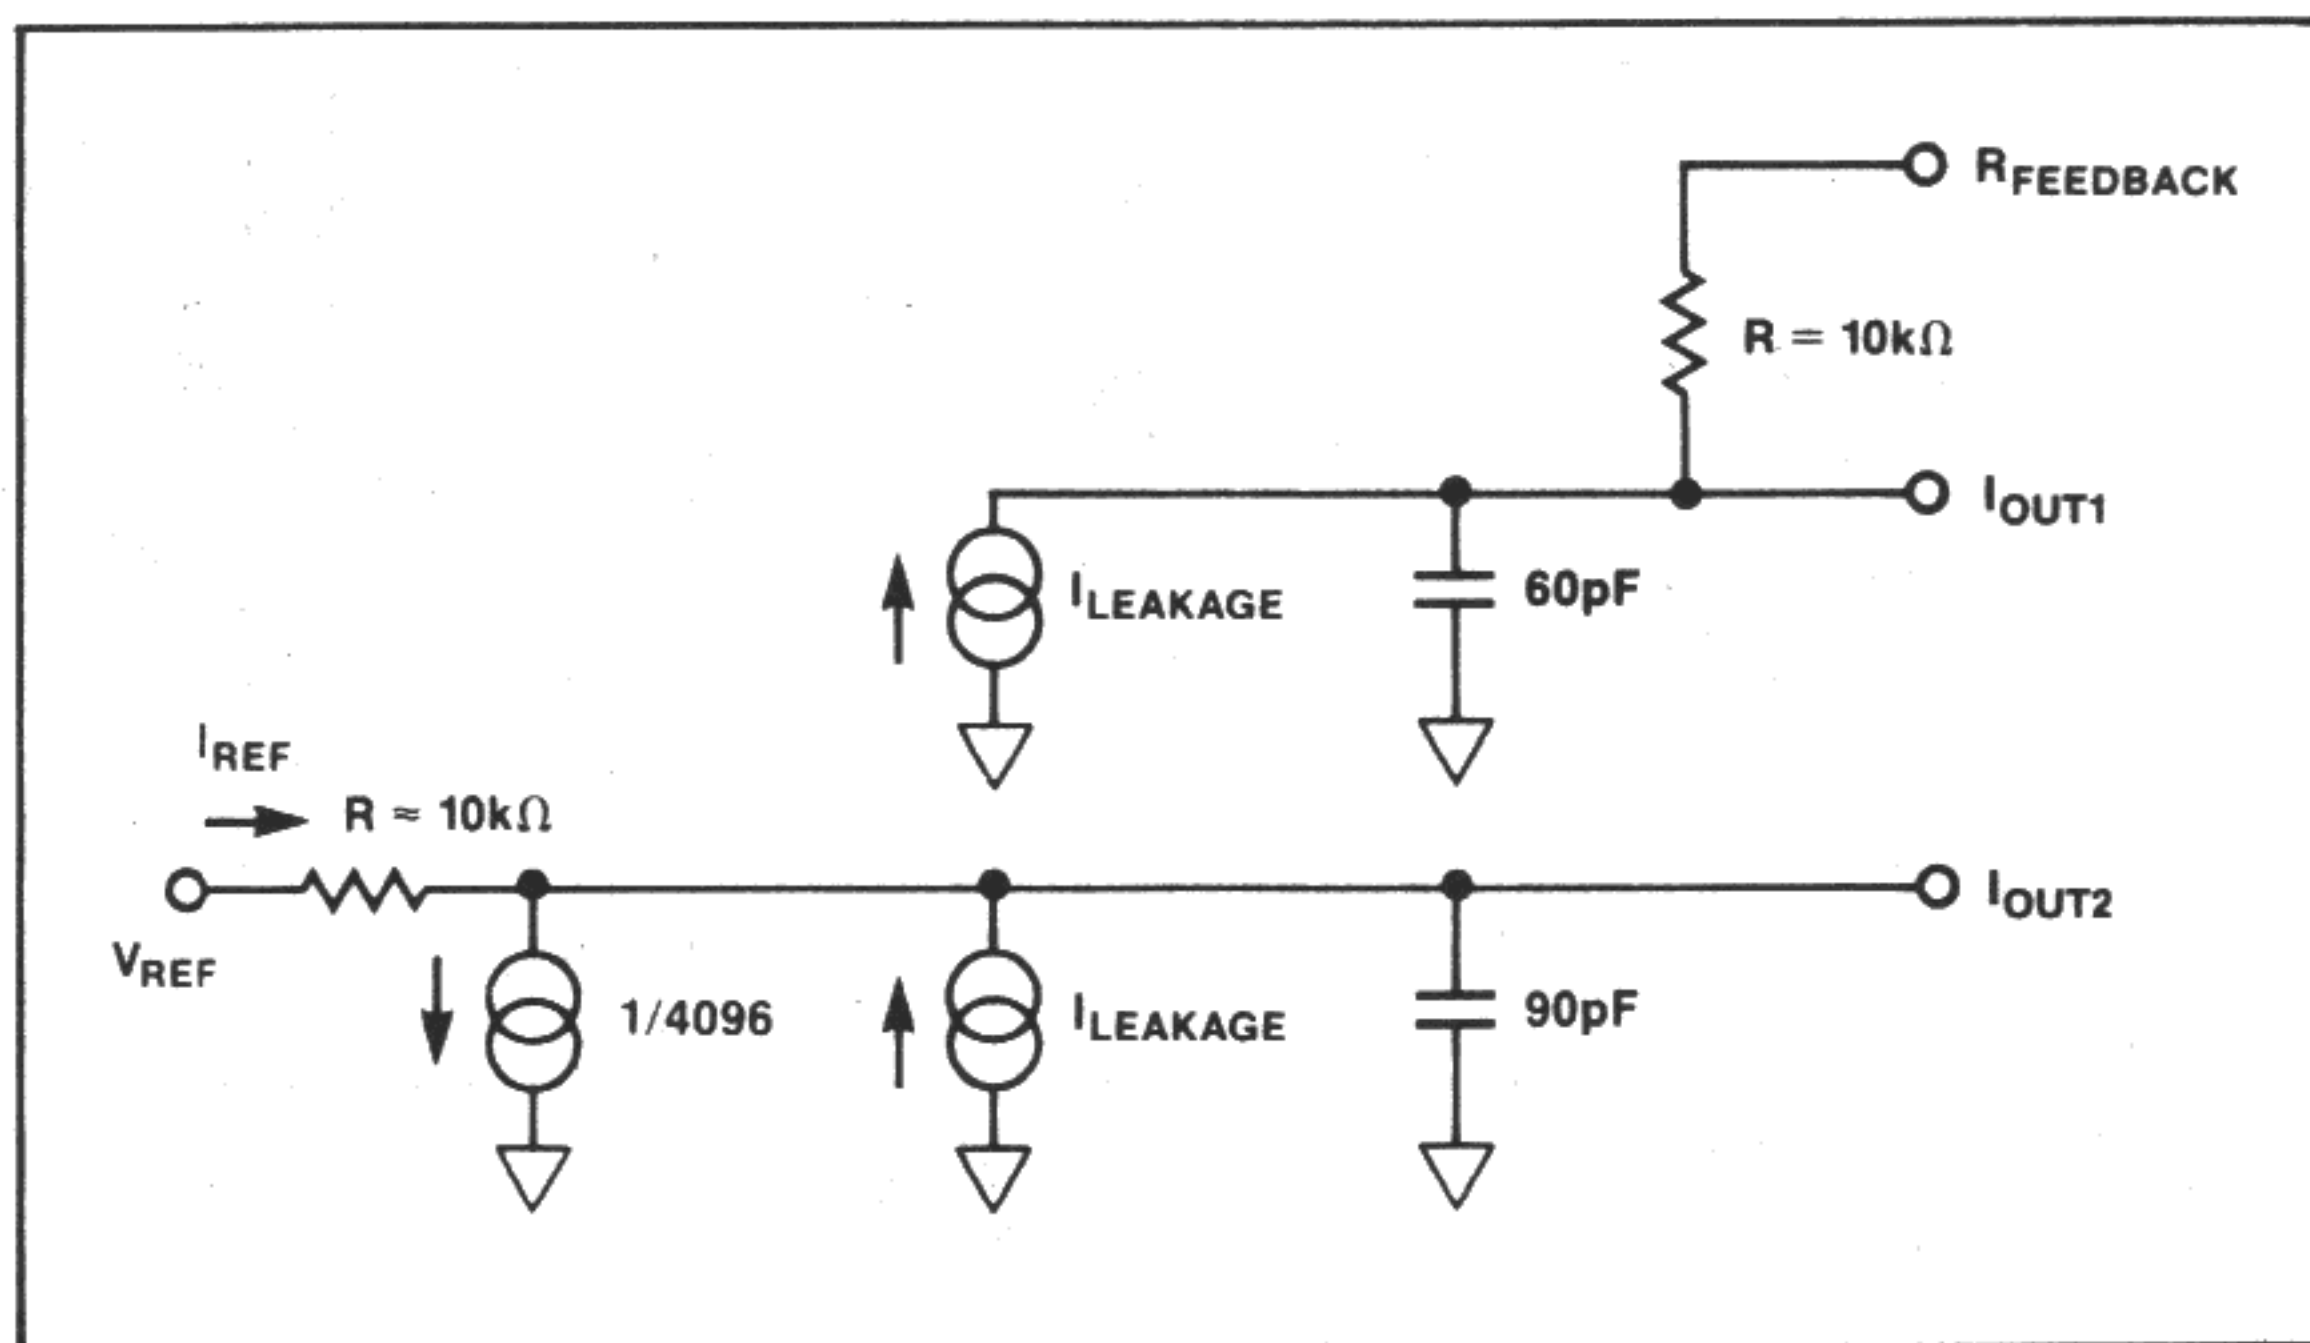 RFEEDBACK
R = 10kΩ
IOUT1
ILEAKAGE
60pF
IREF
R ≈ 10kΩ
IOUT2
VREF
1/4096
ILEAKAGE
90pF